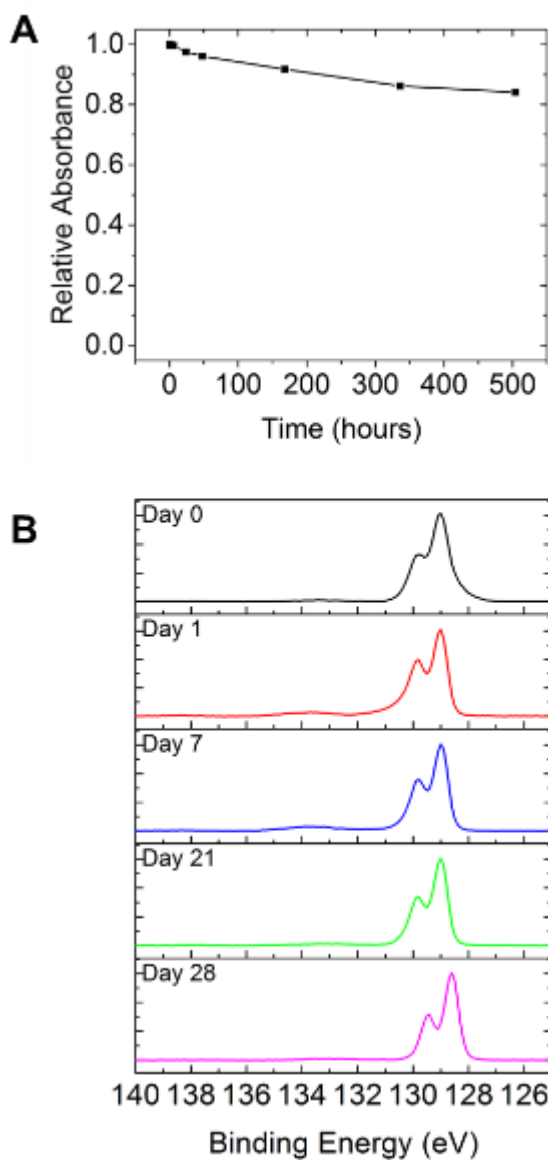 A
1.0
0.8
0.6
0.4
0.2
0.0
Relative Absorbance
0 100 200 300 400 500
Time (hours)
B
Day 0
Day 1
Day 7
Day 21
Day 28
140 138 136 134 132 130 128 126
Binding Energy (eV)